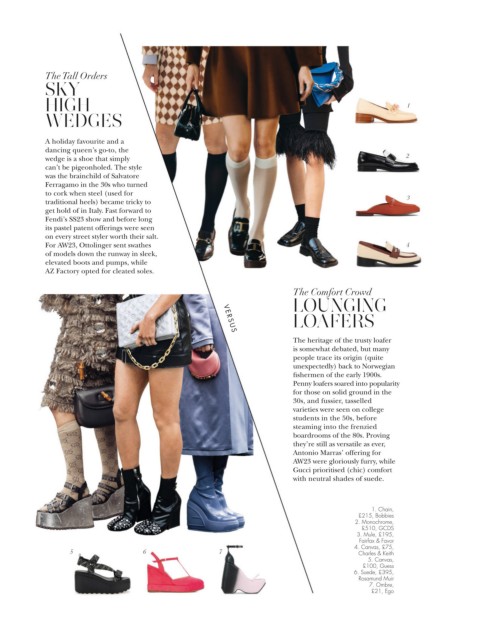 The Tall Orders
SKY
HIGH
WEDGES
A holiday favourite and a
dancing queen's go-to, the
wedge is a shoe that simply
can't be pigeonholed. The style
was the brainchild of Salvatore
Ferragamo in the 30s who turned
to cork when steel (used for
traditional heels) became tricky to
get hold of in Italy. Fast forward to
Fendi's SS23 show and before long
its pastel patent offerings were seen
on every street styler worth their salt.
For AW23, Ottolinger sent swathes
of models down the runway in sleek,
elevated boots and pumps, while
AZ Factory opted for cleated soles.
1
2
3
4
VERSUS
The Comfort Crowd
LOUNGING
LOAFERS
The heritage of the trusty loafer
is somewhat debated, but many
people trace its origin (quite
unexpectedly) back to Norwegian
fishermen of the early 1900s.
Penny loafers soared into popularity
for those on solid ground in the
30s, and fussier, tasselled
varieties were seen on college
students in the 50s, before
steaming into the frenzied
boardrooms of the 80s. Proving
they're still as versatile as ever,
Antonio Marras' offering for
AW23 were gloriously furry, while
Gucci prioritised (chic) comfort
with neutral shades of suede.
5
6
7
1. Chain,
£215, Bobbies
2. Monochrome,
£510, GCDS
3. Mule, £195,
Fairfax & Favor
4. Canvas, £75,
Charles & Keith
5. Canvas,
£100, Guess
6. Suede, £395,
Rosamund Muir
7. Ombre,
£31, Ego